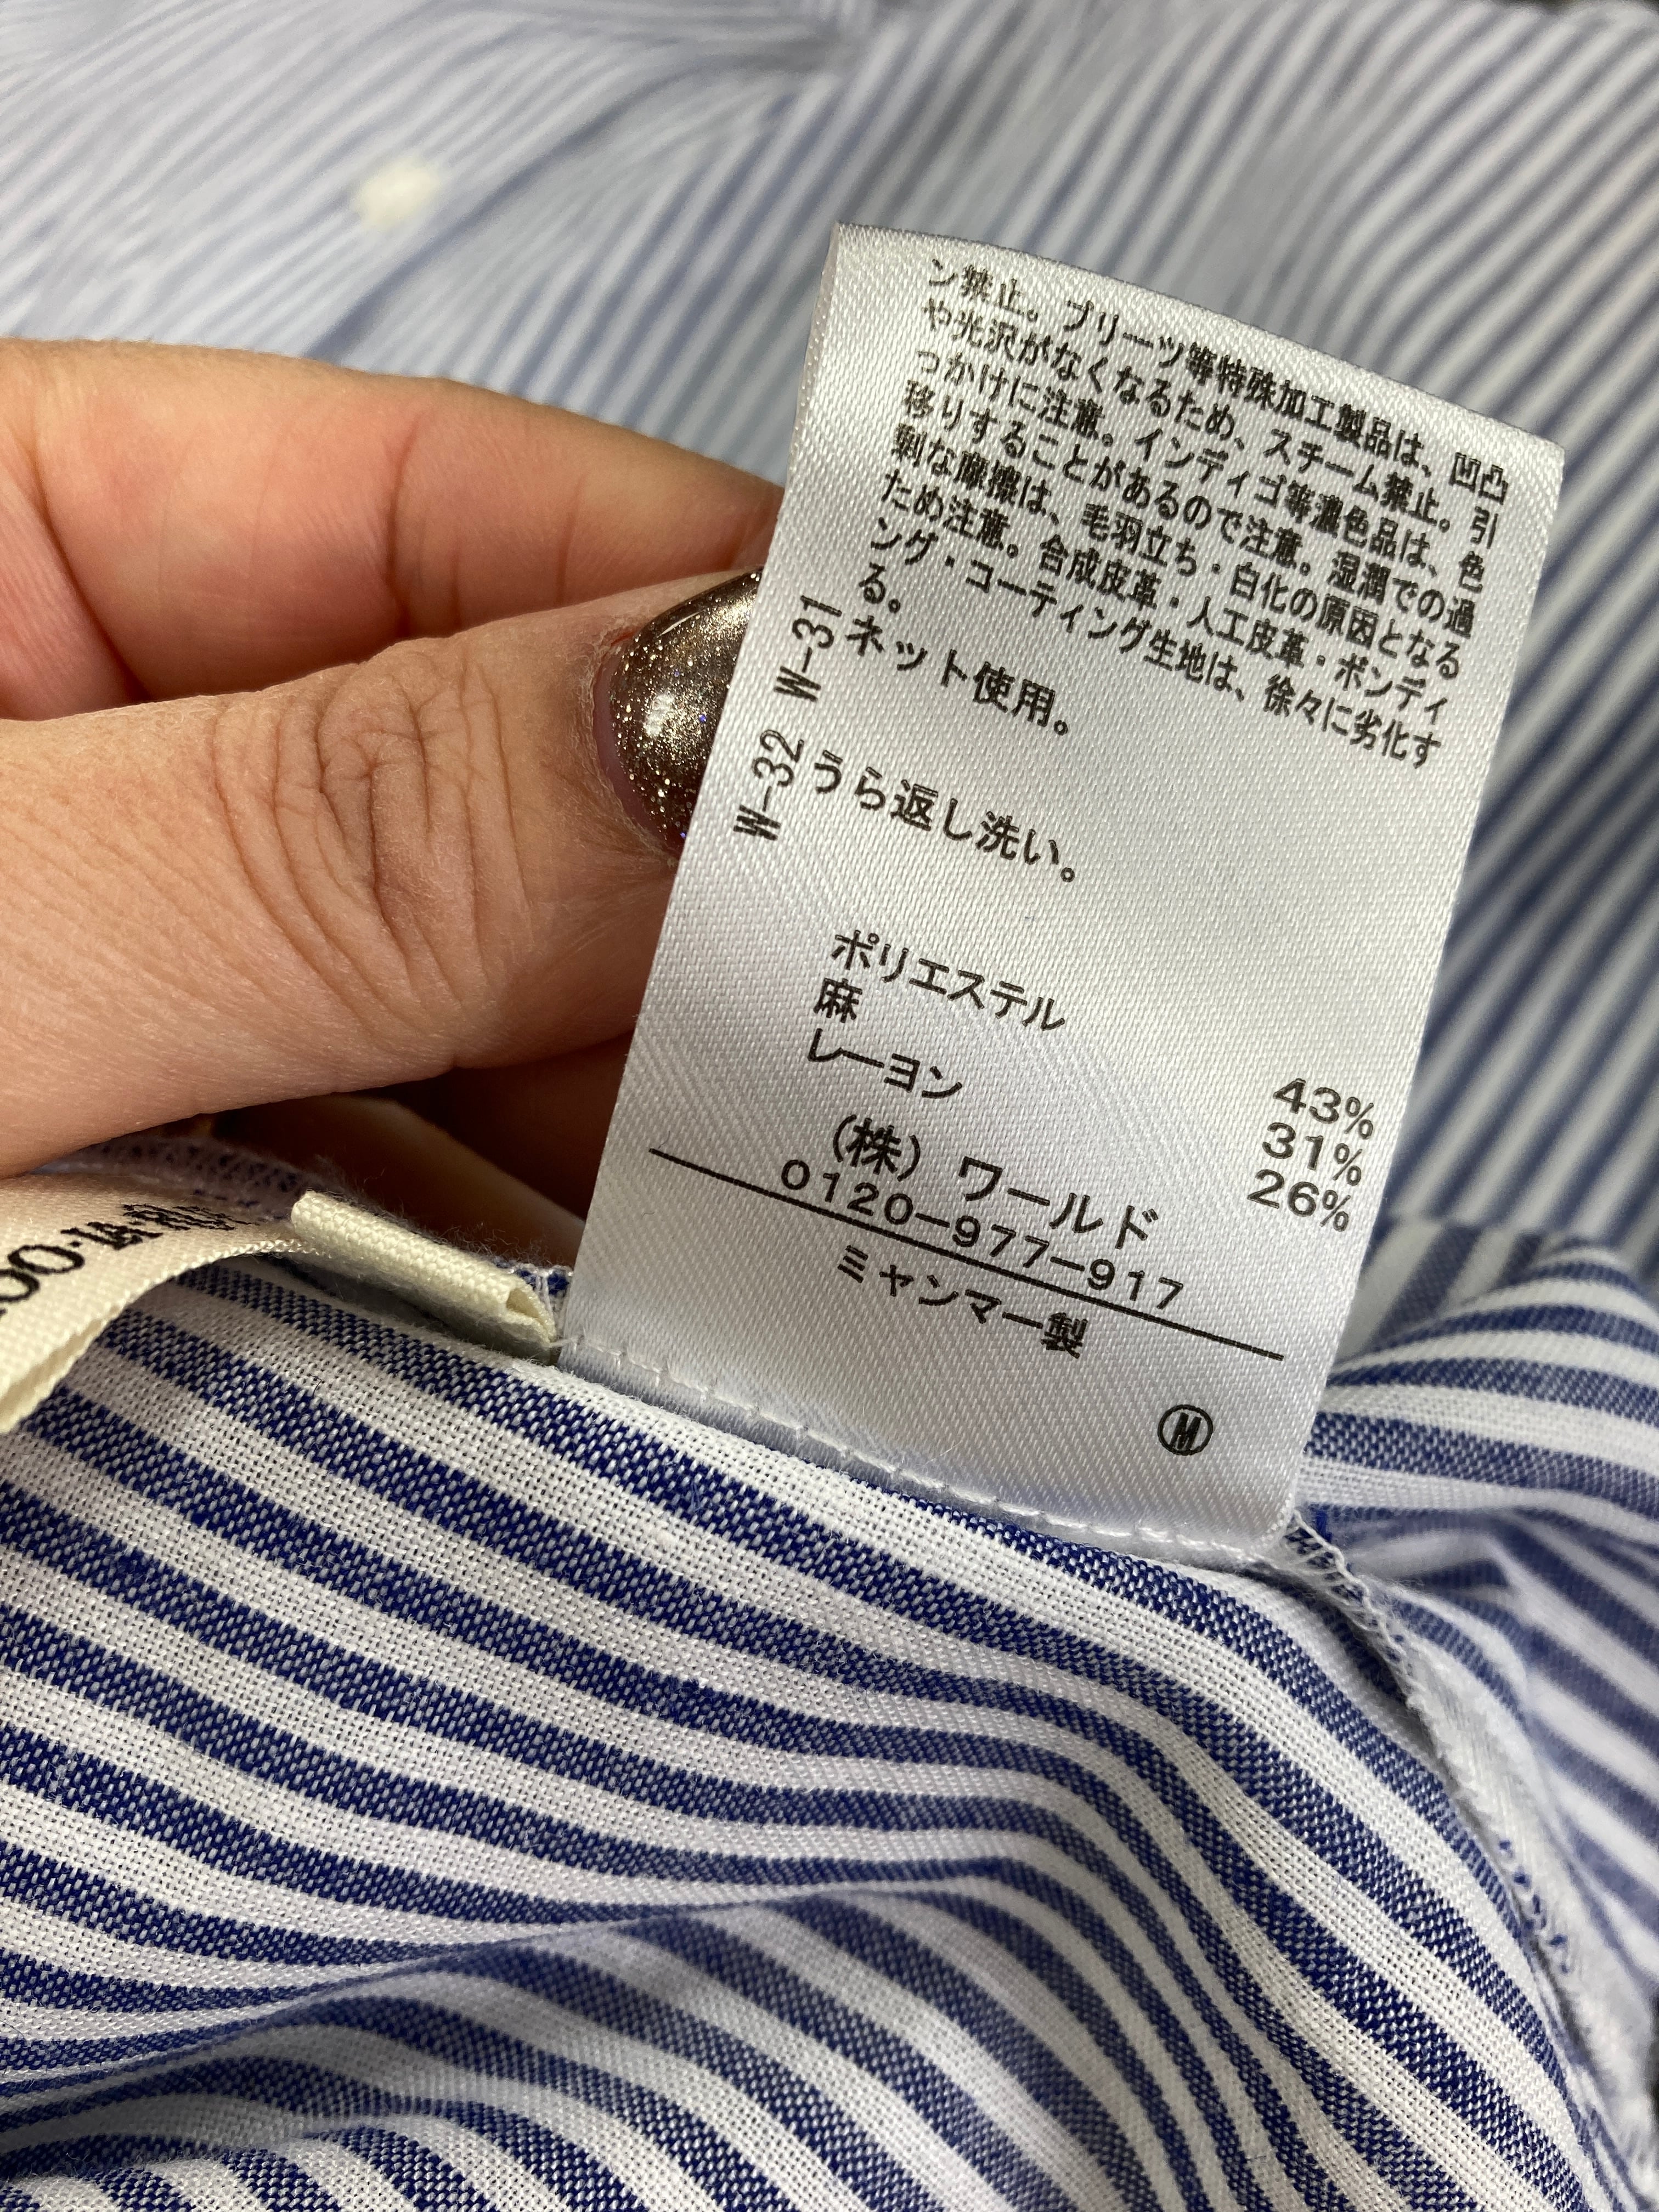 ン禁止。プリーツ等特殊加工製品は、凹凸
や光沢がなくなるため、スチーム禁止。引
っかけに注意。インディゴ等濃色品は、色
移りすることがあるので注意。湿潤での過
剰な摩擦は、毛羽立ち・白化の原因となる
ため注意。合成皮革・人工皮革・ボンディ
ング・コーティング生地は、徐々に劣化す
る。
W-31 ネット使用。
W-32 うら返し洗い。
ポリエステル 43%
麻 31%
レーヨン 26%
(株) ワールド
0120-977-917
ミャンマー製
M